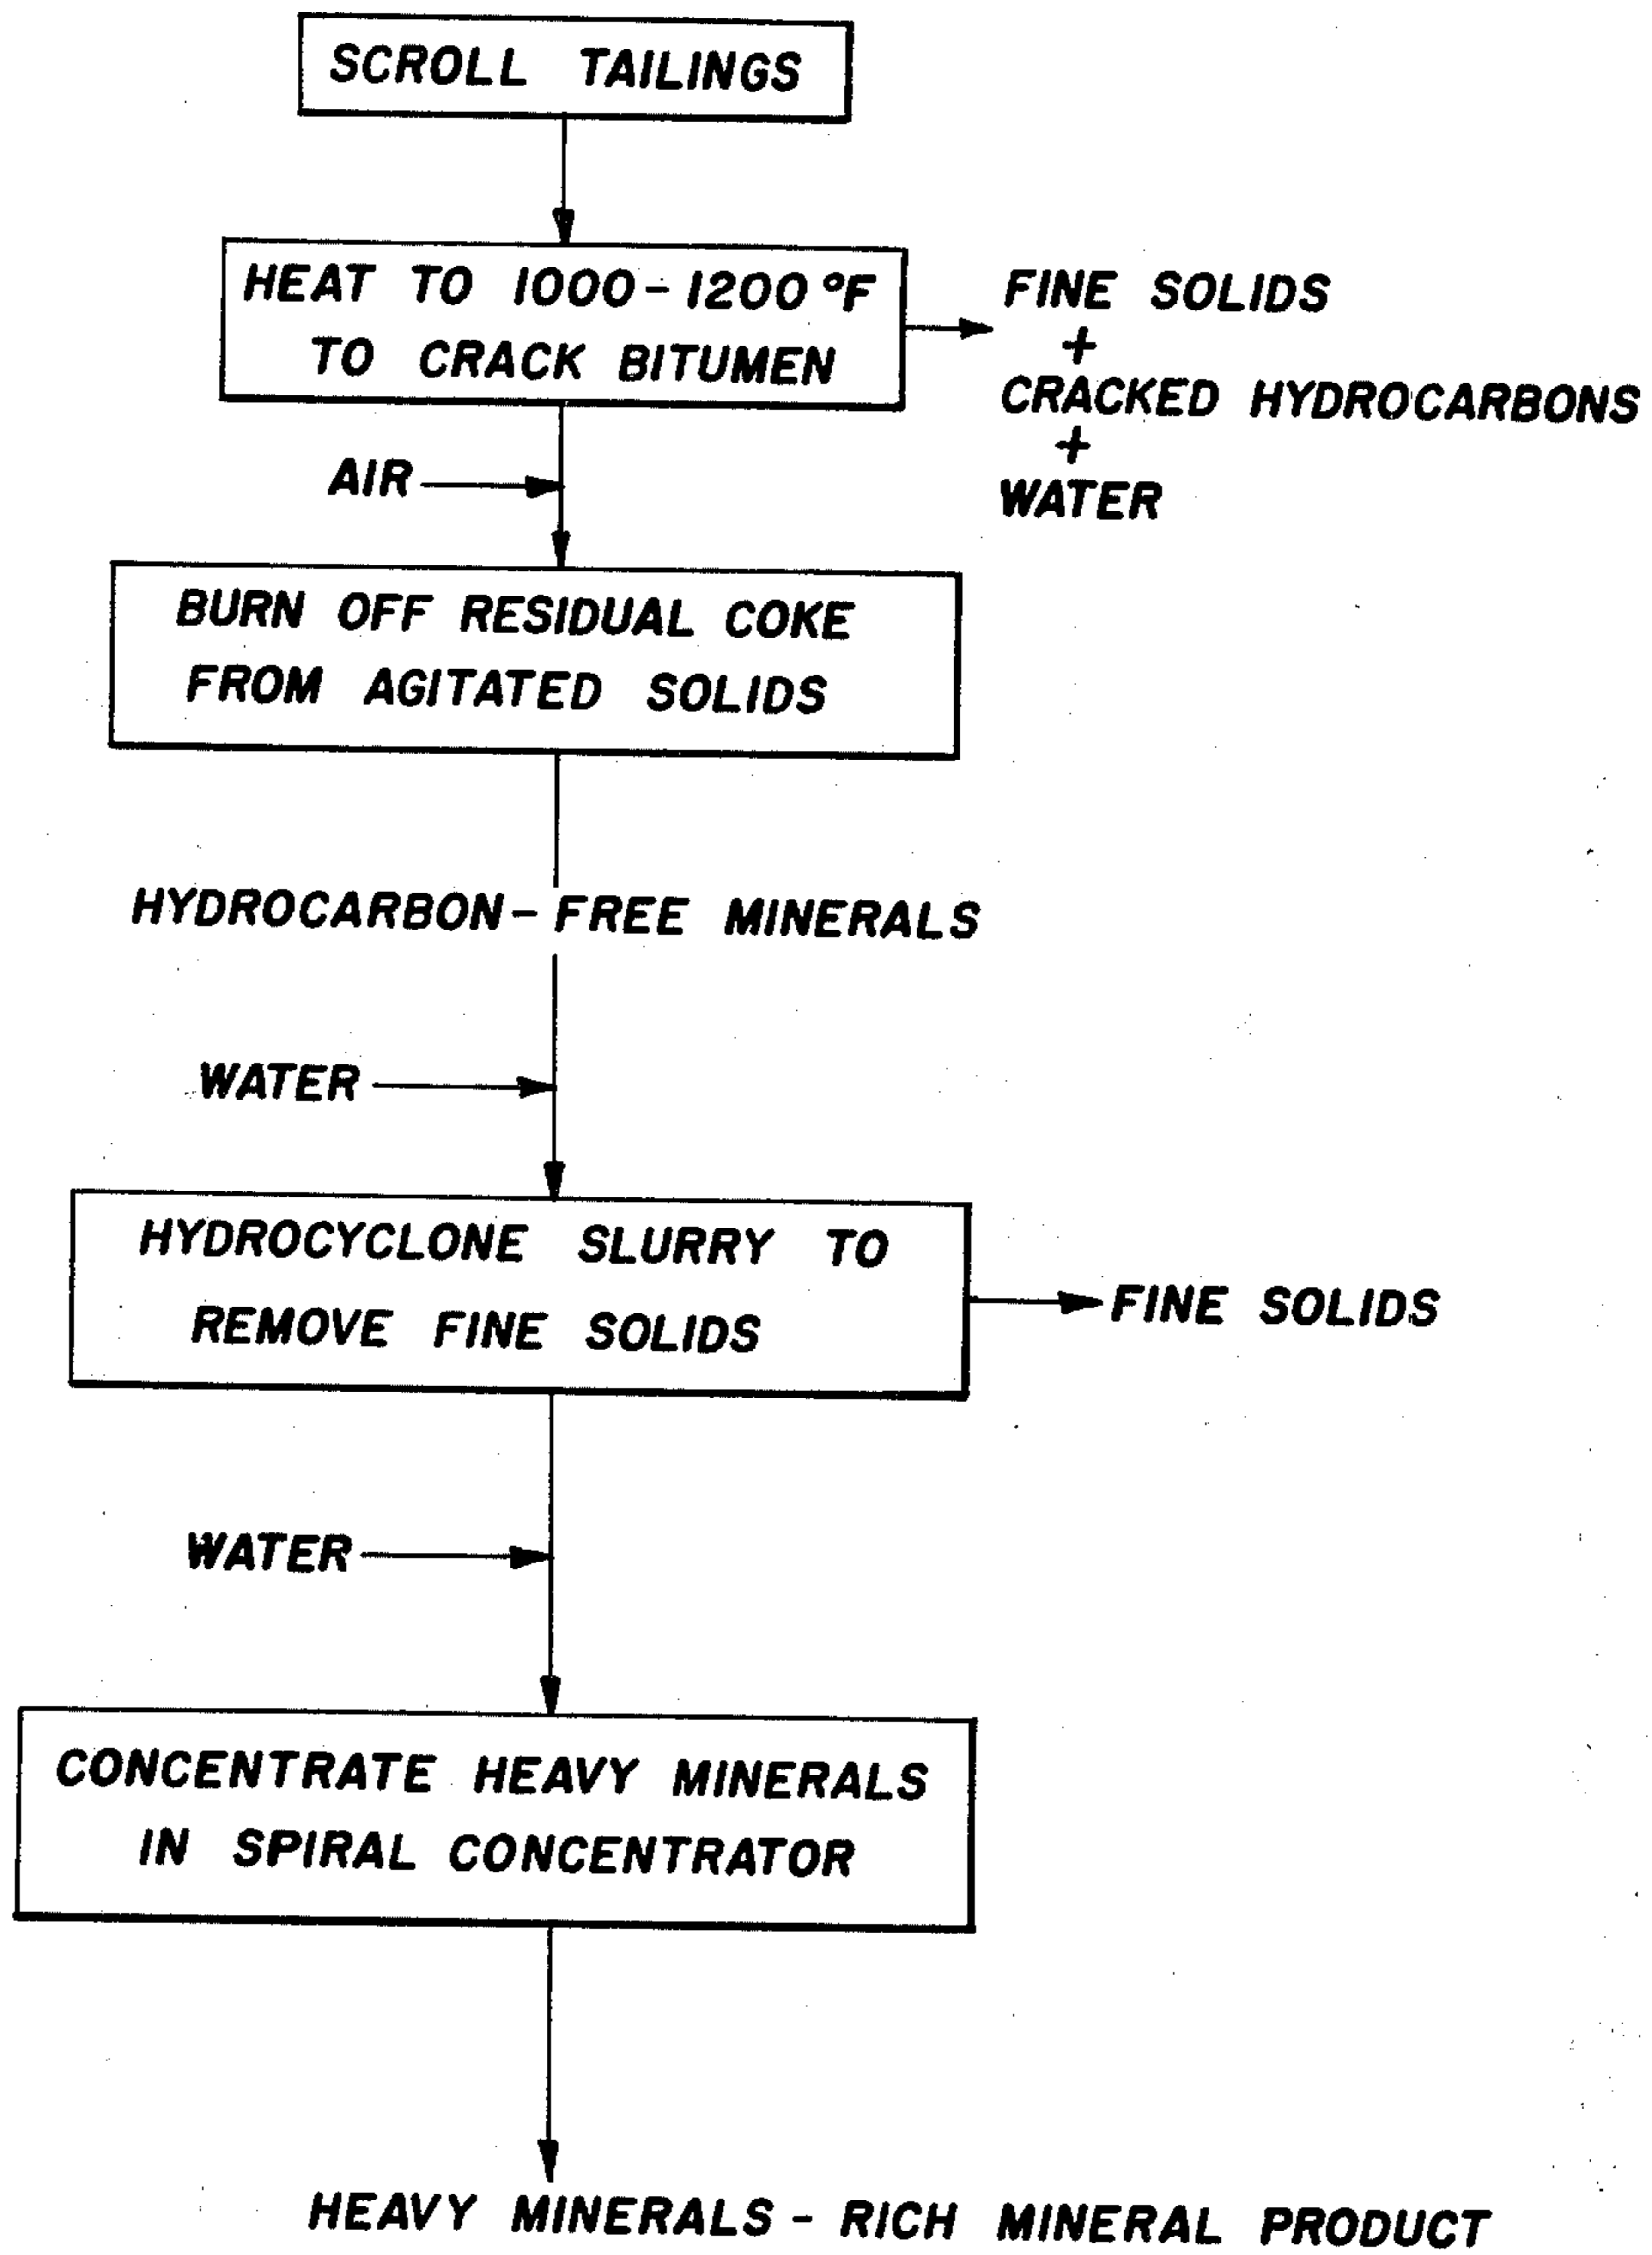 SCROLL TAILINGS
HEAT TO 1000-1200°F
TO CRACK BITUMEN
FINE SOLIDS
+
CRACKED HYDROCARBONS
+
WATER
AIR
BURN OFF RESIDUAL COKE
FROM AGITATED SOLIDS
HYDROCARBON-FREE MINERALS
WATER
HYDROCYCLONE SLURRY TO
REMOVE FINE SOLIDS
FINE SOLIDS
WATER
CONCENTRATE HEAVY MINERALS
IN SPIRAL CONCENTRATOR
HEAVY MINERALS - RICH MINERAL PRODUCT